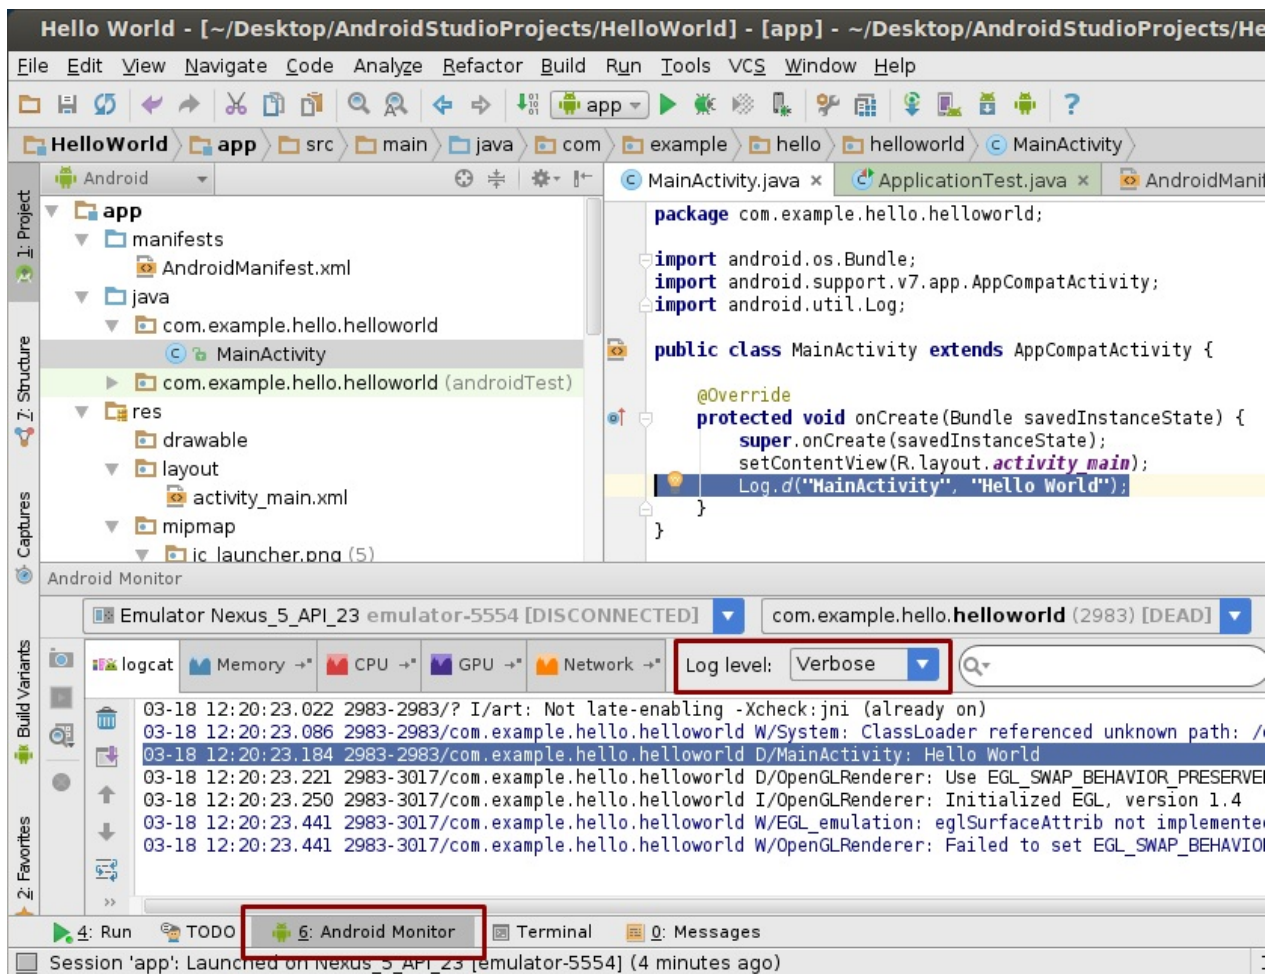 Hello World - [~/Desktop/AndroidStudioProjects/HelloWorld] - [app] - ~/Desktop/AndroidStudioProjects/He
File Edit View Navigate Code Analyze Refactor Build Run Tools VCS Window Help
app
HelloWorld app src main java com example hello helloworld MainActivity
Android
MainActivity.java × ApplicationTest.java × AndroidManif
1: Project
7: Structure
Captures
Build Variants
2: Favorites
app
manifests
AndroidManifest.xml
java
com.example.hello.helloworld
MainActivity
com.example.hello.helloworld (androidTest)
res
drawable
layout
activity_main.xml
mipmap
ic_launcher.png (5)
package com.example.hello.helloworld;
import android.os.Bundle;
import android.support.v7.app.AppCompatActivity;
import android.util.Log;
public class MainActivity extends AppCompatActivity {
@Override
protected void onCreate(Bundle savedInstanceState) {
super.onCreate(savedInstanceState);
setContentView(R.layout.activity_main);
Log.d("MainActivity", "Hello World");
}
}
Android Monitor
Emulator Nexus_5_API_23 emulator-5554 [DISCONNECTED] com.example.hello.helloworld (2983) [DEAD]
logcat Memory CPU GPU Network Log level: Verbose
03-18 12:20:23.022 2983-2983/? I/art: Not late-enabling -Xcheck:jni (already on)
03-18 12:20:23.086 2983-2983/com.example.hello.helloworld W/System: ClassLoader referenced unknown path: /
03-18 12:20:23.184 2983-2983/com.example.hello.helloworld D/MainActivity: Hello World
03-18 12:20:23.221 2983-3017/com.example.hello.helloworld D/OpenGLRenderer: Use EGL_SWAP_BEHAVIOR_PRESERVE
03-18 12:20:23.250 2983-3017/com.example.hello.helloworld I/OpenGLRenderer: Initialized EGL, version 1.4
03-18 12:20:23.441 2983-3017/com.example.hello.helloworld W/EGL_emulation: eglSurfaceAttrib not implemente
03-18 12:20:23.441 2983-3017/com.example.hello.helloworld W/OpenGLRenderer: Failed to set EGL_SWAP_BEHAVIO
4: Run TODO 6: Android Monitor Terminal 0: Messages
Session 'app': Launched on Nexus_5_API_23 [emulator-5554] (4 minutes ago)